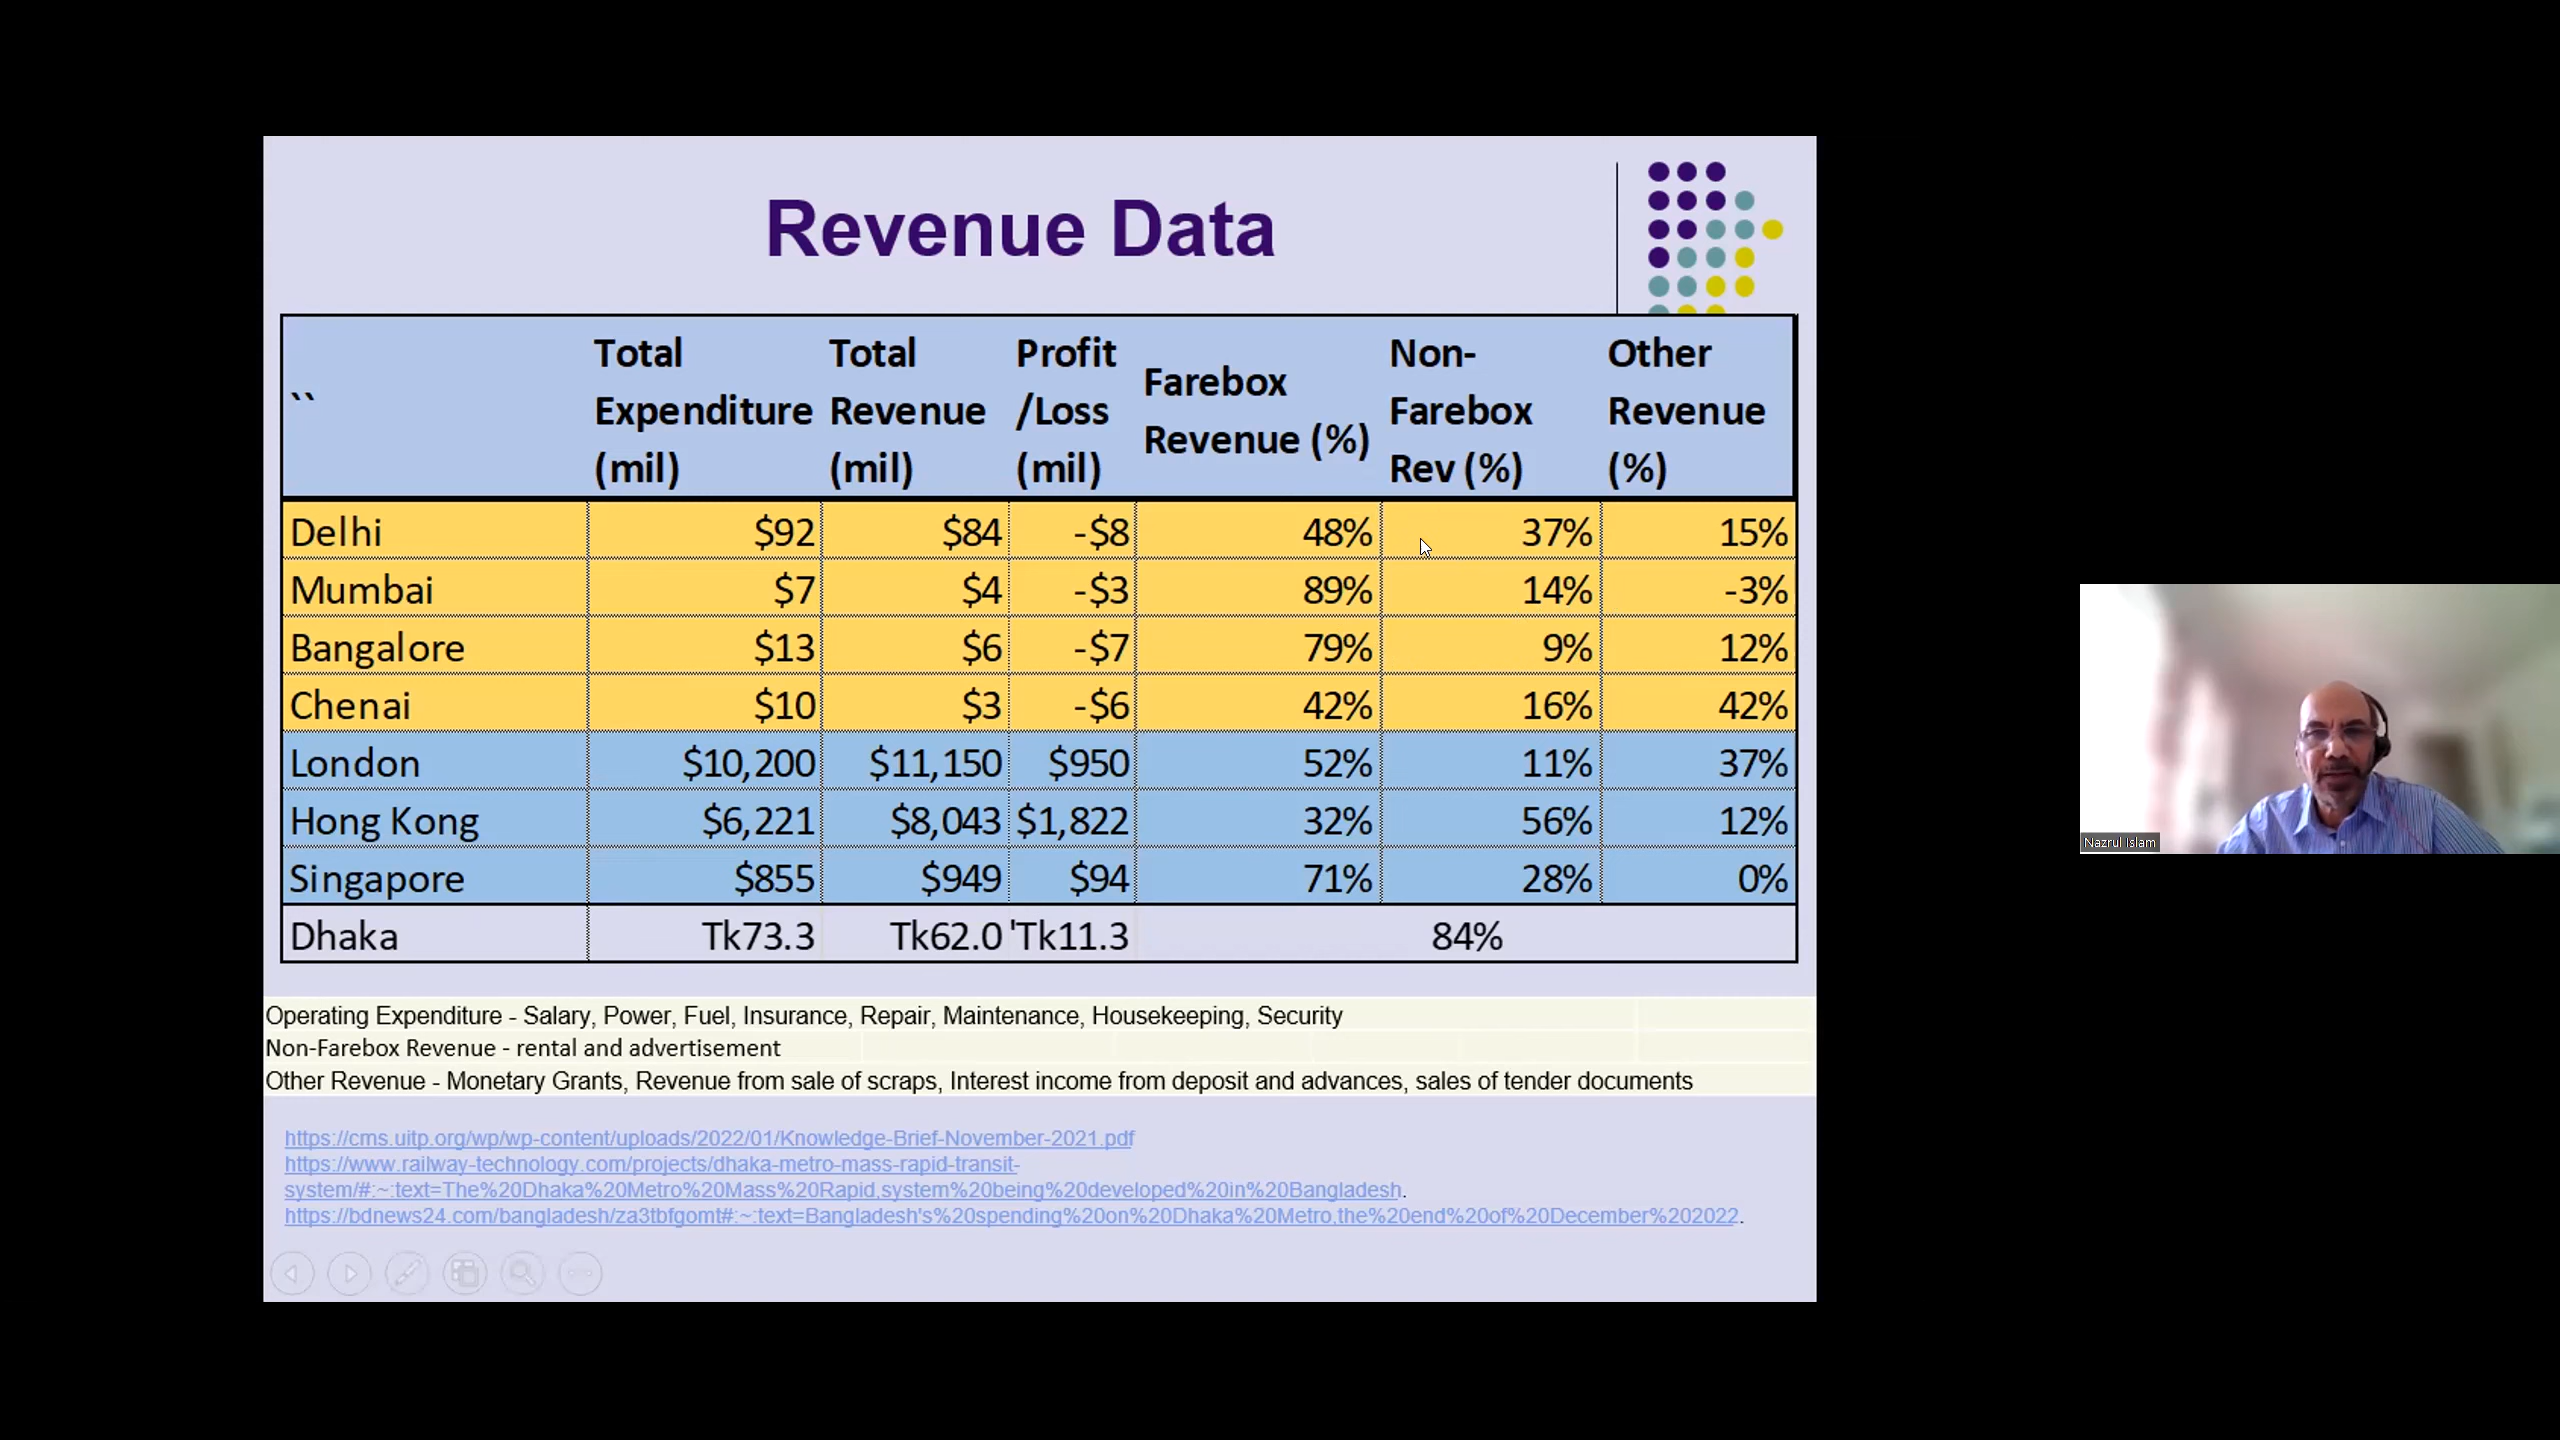 Revenue Data
`` Total Expenditure (mil) Total Revenue (mil) Profit /Loss (mil) Farebox Revenue (%) Non-Farebox Rev (%) Other Revenue (%)
Delhi $92 $84 -$8 48% 37% 15%
Mumbai $7 $4 -$3 89% 14% -3%
Bangalore $13 $6 -$7 79% 9% 12%
Chenai $10 $3 -$6 42% 16% 42%
London $10,200 $11,150 $950 52% 11% 37%
Hong Kong $6,221 $8,043 $1,822 32% 56% 12%
Singapore $855 $949 $94 71% 28% 0%
Dhaka Tk73.3 Tk62.0 'Tk11.3 84%
Operating Expenditure - Salary, Power, Fuel, Insurance, Repair, Maintenance, Housekeeping, Security
Non-Farebox Revenue - rental and advertisement
Other Revenue - Monetary Grants, Revenue from sale of scraps, Interest income from deposit and advances, sales of tender documents
https://cms.uitp.org/wp/wp-content/uploads/2022/01/Knowledge-Brief-November-2021.pdf
https://www.railway-technology.com/projects/dhaka-metro-mass-rapid-transit-
system/#:~:text=The%20Dhaka%20Metro%20Mass%20Rapid,system%20being%20developed%20in%20Bangladesh.
https://bdnews24.com/bangladesh/za3tbfgomt#:~:text=Bangladesh's%20spending%20on%20Dhaka%20Metro,the%20end%20of%20December%202022.
Nazrul Islam